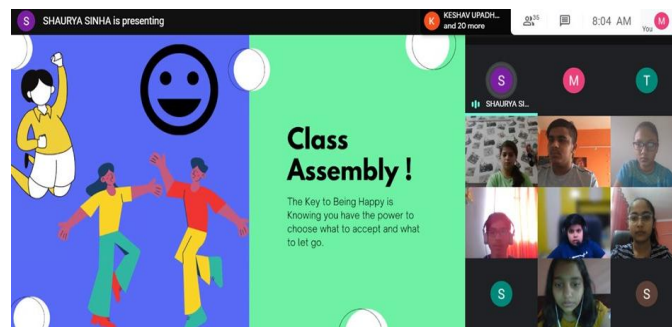 S SHAURYA SINHA is presenting
K KESHAV UPADH...
and 20 more
35
8:04 AM
You M
Class
Assembly !
The Key to Being Happy is
Knowing you have the power to
choose what to accept and what
to let go.
S M T
SHAURYA SI...
S S